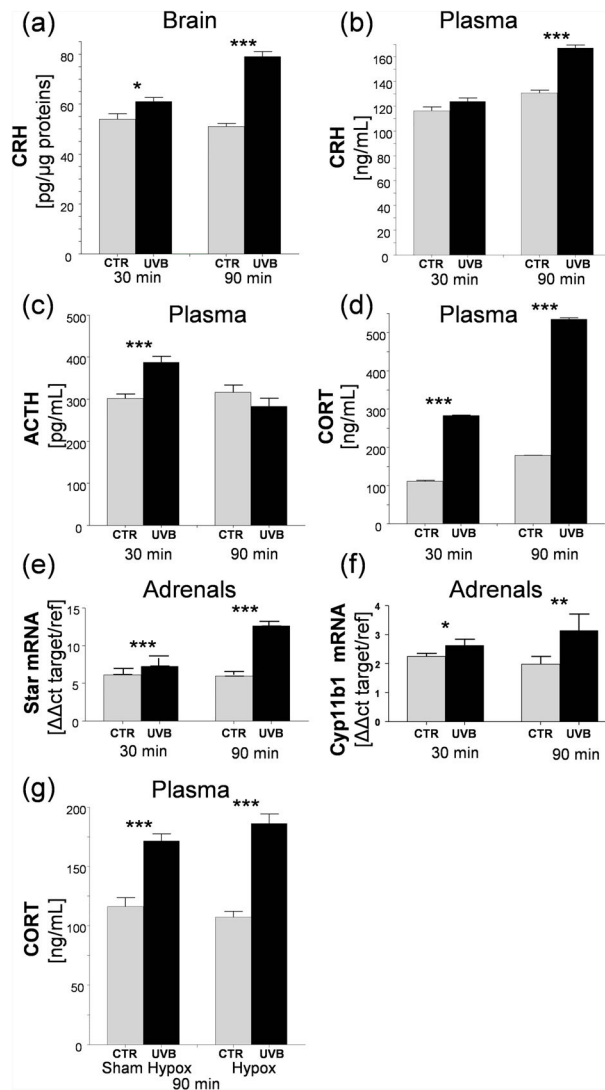 (a) Brain
CRH
[pg/µg proteins]
80
60
40
20
0
*
***
CTR UVB CTR UVB
30 min 90 min
(b) Plasma
CRH
[ng/mL]
160
140
120
100
80
60
40
20
0
***
CTR UVB CTR UVB
30 min 90 min
(c) Plasma
ACTH
[pg/mL]
500
400
300
200
100
0
***
CTR UVB CTR UVB
30 min 90 min
(d) Plasma
CORT
[ng/mL]
500
400
300
200
100
0
***
***
CTR UVB CTR UVB
30 min 90 min
(e) Adrenals
Star mRNA
[ΔΔct target/ref]
15
10
5
0
***
***
CTR UVB CTR UVB
30 min 90 min
(f) Adrenals
Cyp11b1 mRNA
[ΔΔct target/ref]
4
3
2
1
0
*
**
CTR UVB CTR UVB
30 min 90 min
(g) Plasma
CORT
[ng/mL]
200
150
100
50
0
***
***
CTR UVB CTR UVB
Sham Hypox Hypox
90 min